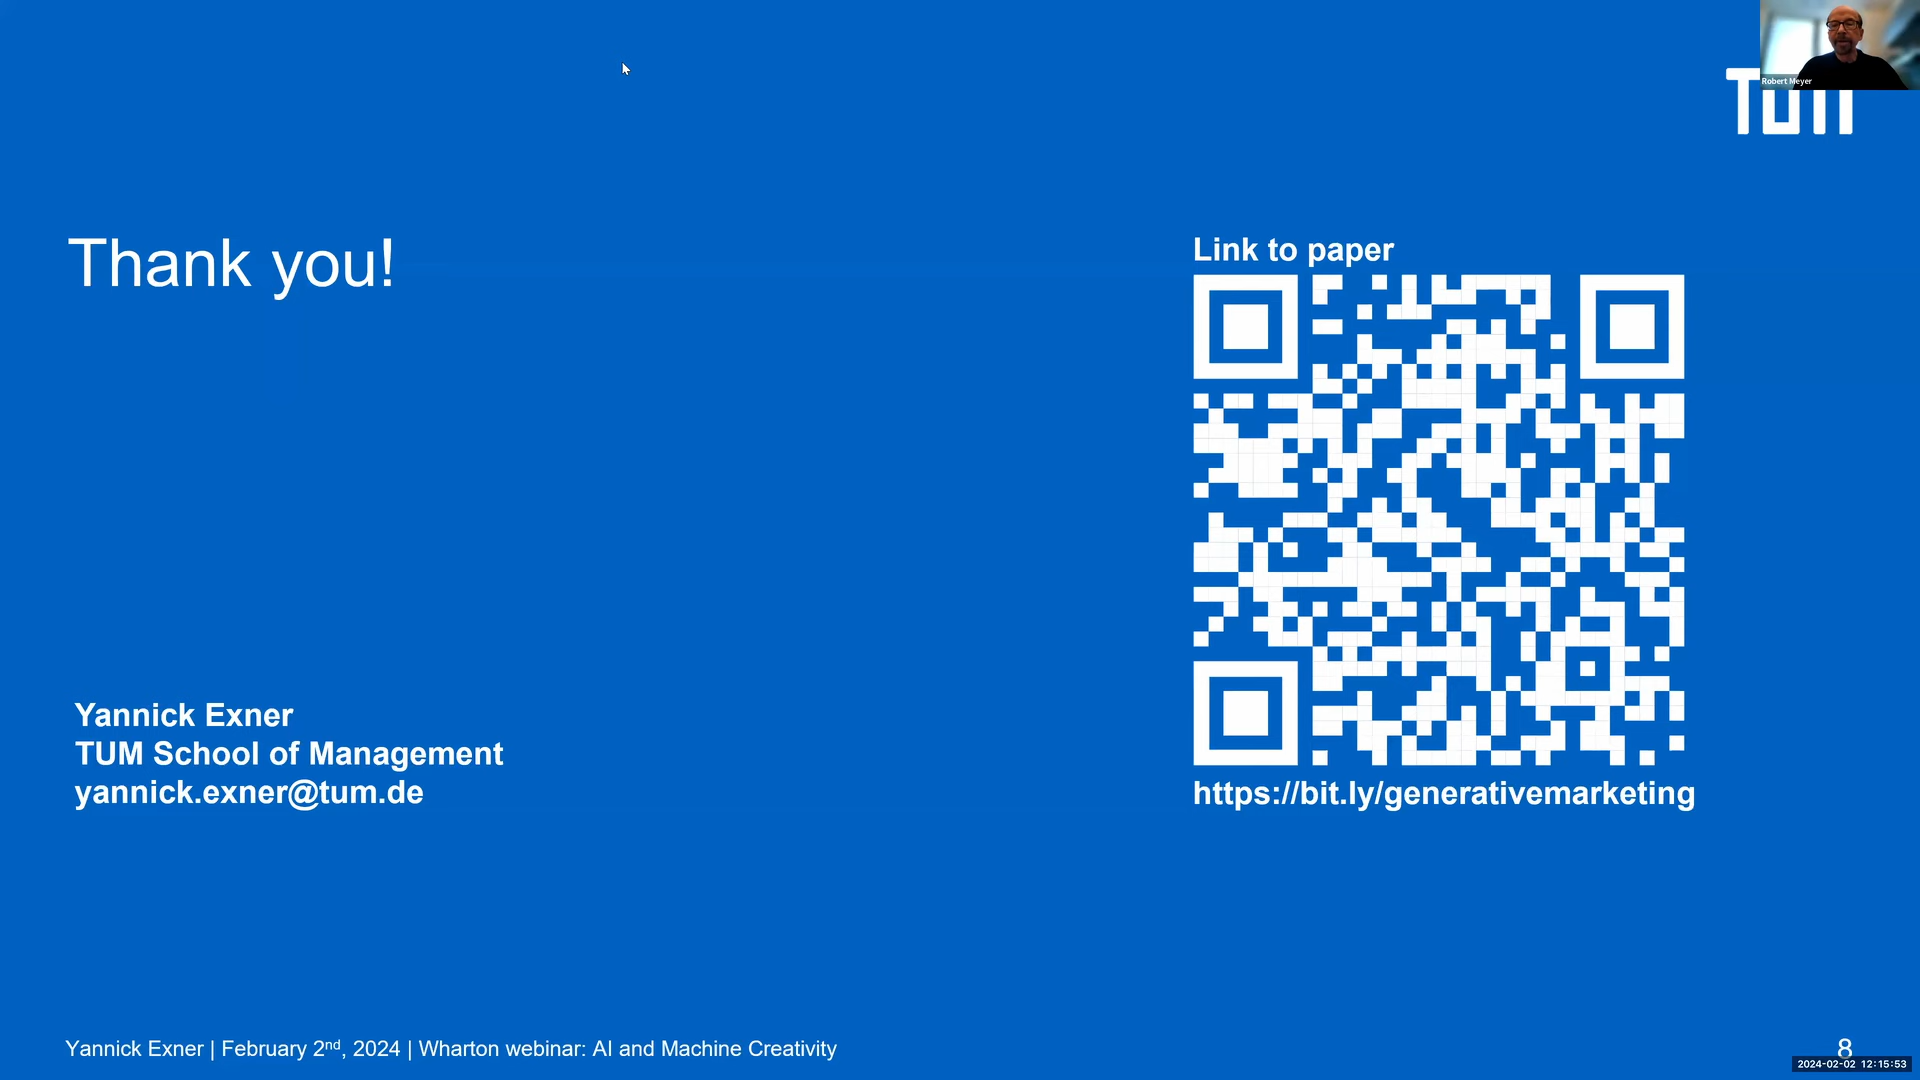 Robert Meyer
TUM
Thank you!
Link to paper
Yannick Exner
TUM School of Management
yannick.exner@tum.de
https://bit.ly/generativemarketing
Yannick Exner | February 2nd, 2024 | Wharton webinar: AI and Machine Creativity
8
2024-02-02 12:15:53